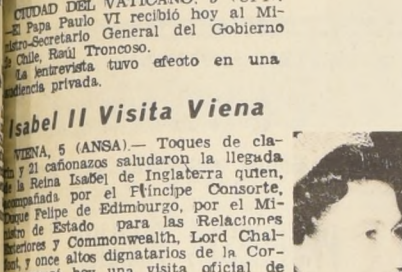 CIUDAD DEL VATICANO, 5
—El Papa Paulo VI recibió hoy al Mi-
nistro-Secretario General del Gobierno
de Chile, Raúl Troncoso.
La entrevista tuvo efecto en una
audiencia privada.
Isabel II Visita Viena
VIENA, 5 (ANSA).— Toques de cla-
y 21 cañonazos saludaron la llegada
la Reina Isabel de Inglaterra quien,
compañada por el Príncipe Consorte,
Duque Felipe de Edimburgo, por el Mi-
nistro de Estado para las Relaciones
Exteriores y Commonwealth, Lord Chal-
font, y once altos dignatarios de la Cor-
hoy una visita oficial de